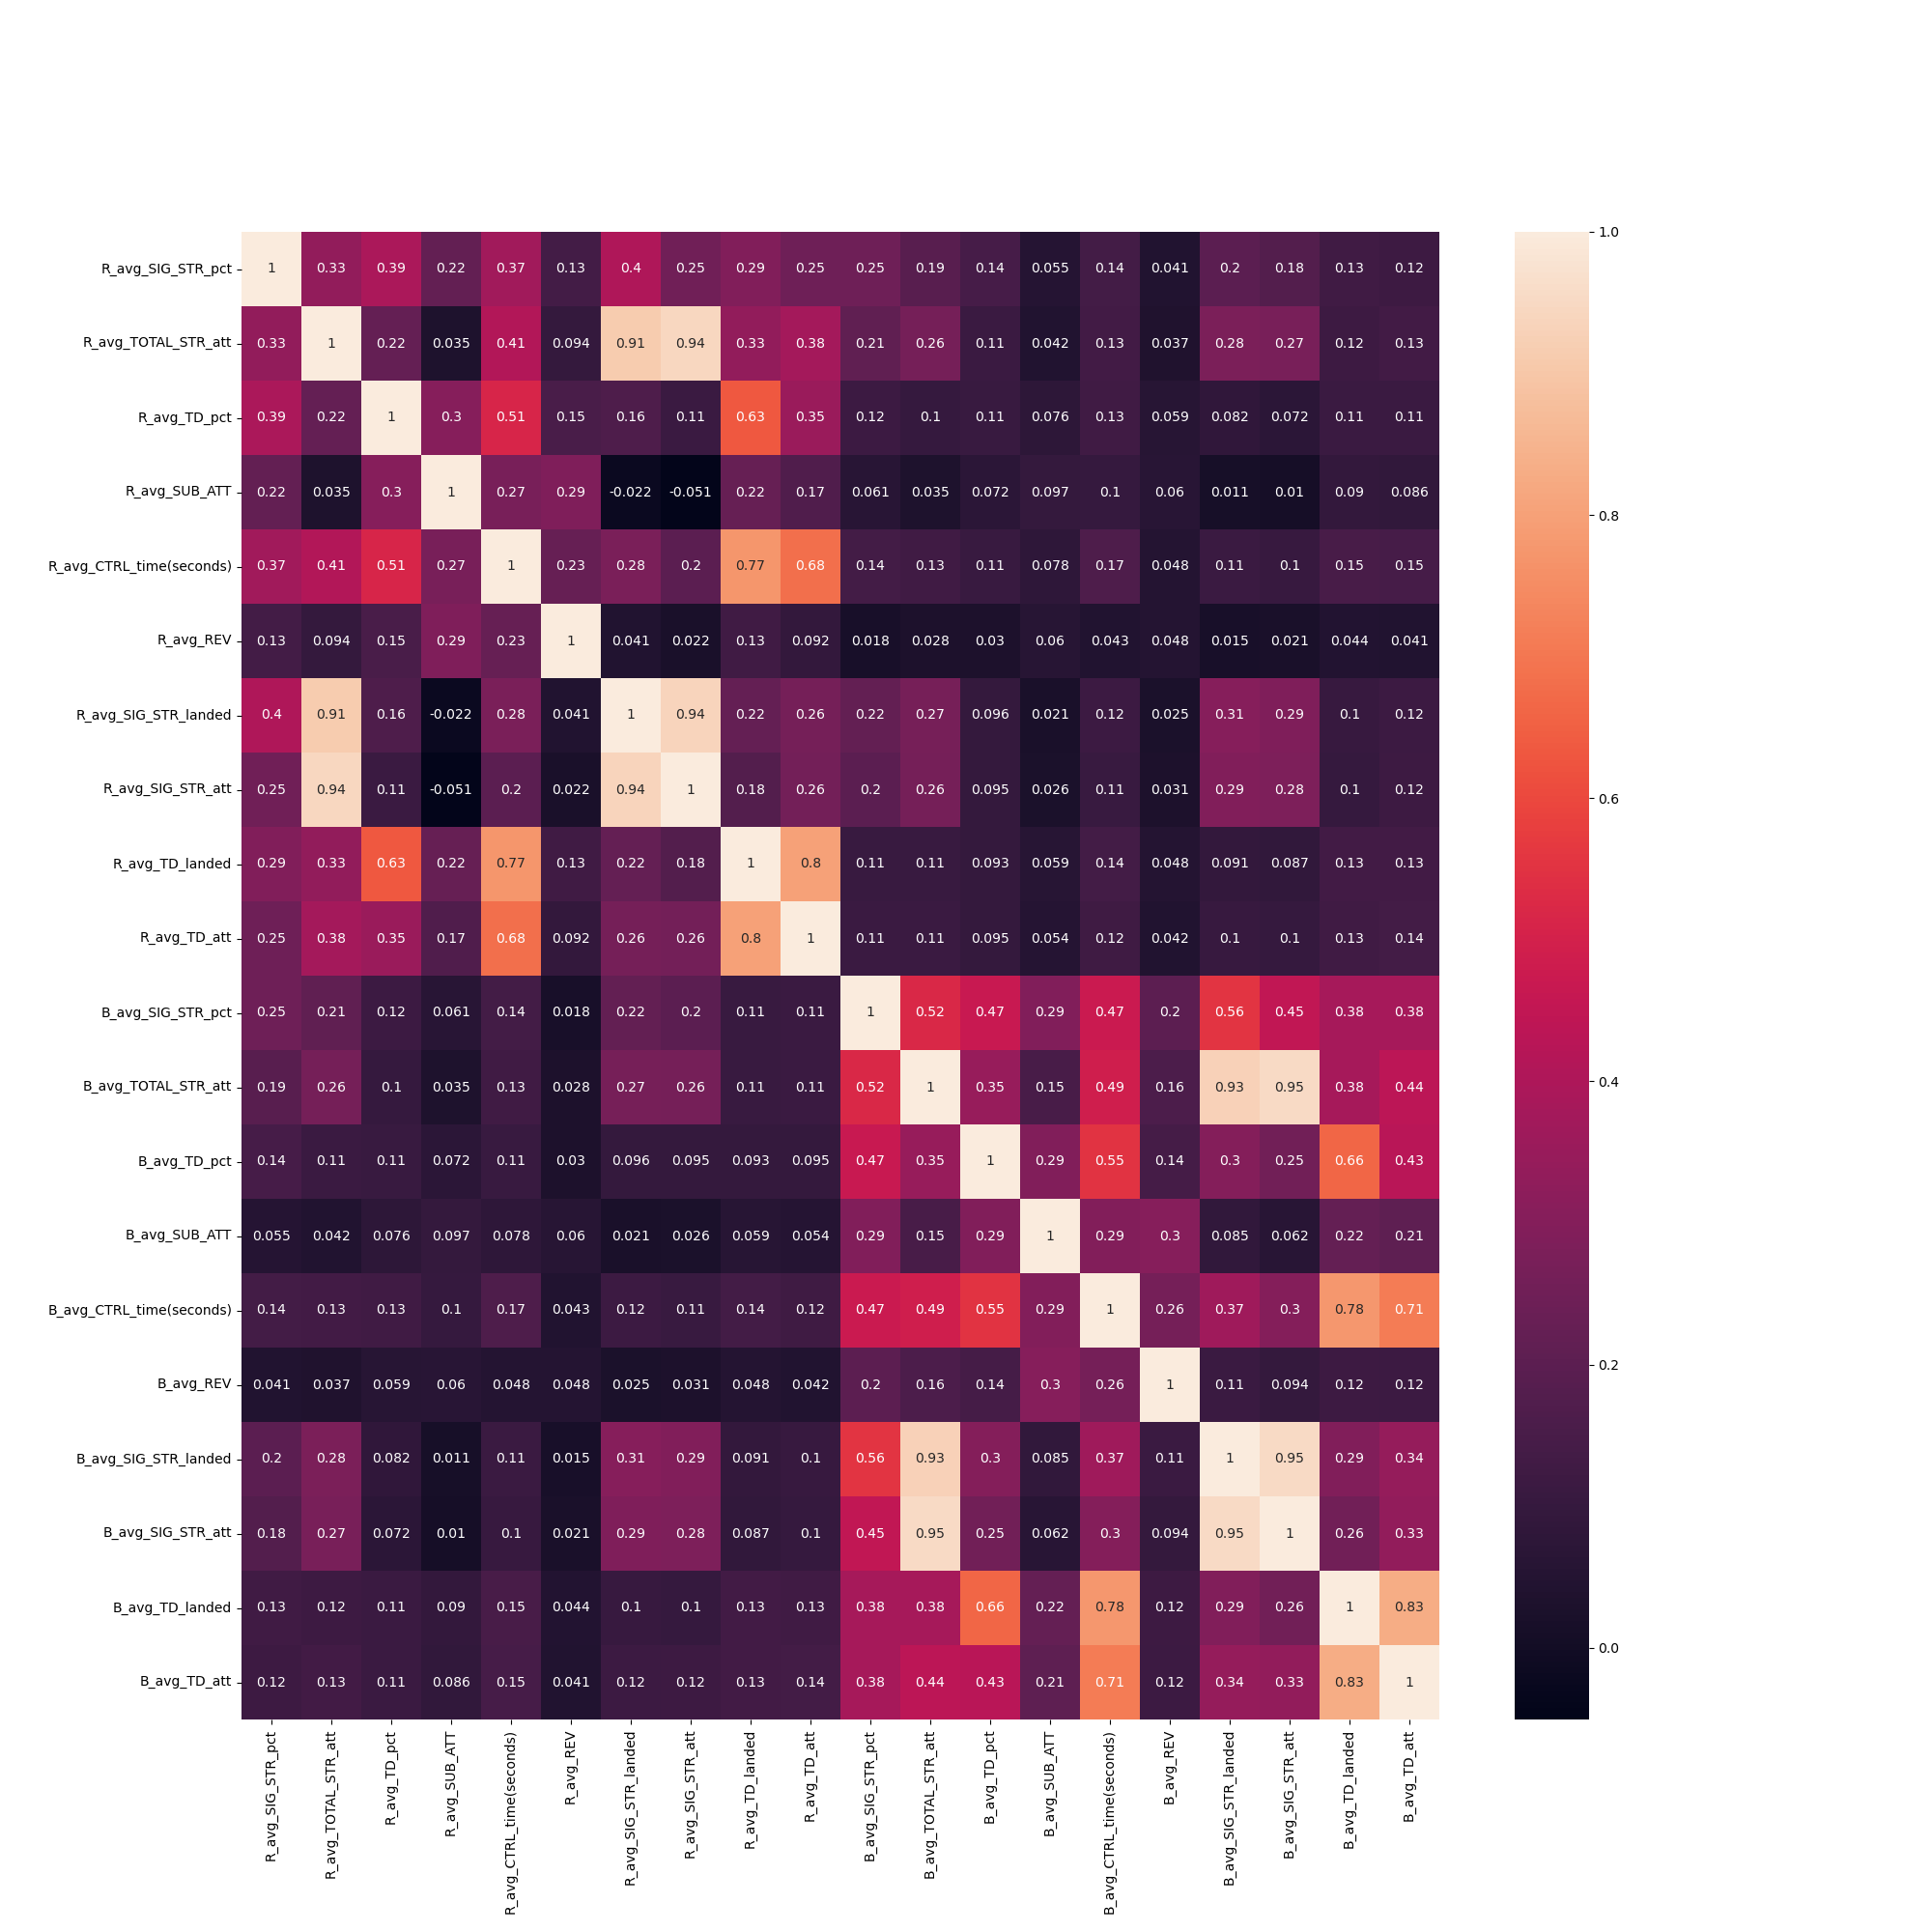 R_avg_SIG_STR_pct 1 0.33 0.39 0.22 0.37 0.13 0.4 0.25 0.29 0.25 0.25 0.19 0.14 0.055 0.14 0.041 0.2 0.18 0.13 0.12
R_avg_TOTAL_STR_att 0.33 1 0.22 0.035 0.41 0.094 0.91 0.94 0.33 0.38 0.21 0.26 0.11 0.042 0.13 0.037 0.28 0.27 0.12 0.13
R_avg_TD_pct 0.39 0.22 1 0.3 0.51 0.15 0.16 0.11 0.63 0.35 0.12 0.1 0.11 0.076 0.13 0.059 0.082 0.072 0.11 0.11
R_avg_SUB_ATT 0.22 0.035 0.3 1 0.27 0.29 -0.022 -0.051 0.22 0.17 0.061 0.035 0.072 0.097 0.1 0.06 0.011 0.01 0.09 0.086
R_avg_CTRL_time(seconds) 0.37 0.41 0.51 0.27 1 0.23 0.28 0.2 0.77 0.68 0.14 0.13 0.11 0.078 0.17 0.048 0.11 0.1 0.15 0.15
R_avg_REV 0.13 0.094 0.15 0.29 0.23 1 0.041 0.022 0.13 0.092 0.018 0.028 0.03 0.06 0.043 0.048 0.015 0.021 0.044 0.041
R_avg_SIG_STR_landed 0.4 0.91 0.16 -0.022 0.28 0.041 1 0.94 0.22 0.26 0.22 0.27 0.096 0.021 0.12 0.025 0.31 0.29 0.1 0.12
R_avg_SIG_STR_att 0.25 0.94 0.11 -0.051 0.2 0.022 0.94 1 0.18 0.26 0.2 0.26 0.095 0.026 0.11 0.031 0.29 0.28 0.1 0.12
R_avg_TD_landed 0.29 0.33 0.63 0.22 0.77 0.13 0.22 0.18 1 0.8 0.11 0.11 0.093 0.059 0.14 0.048 0.091 0.087 0.13 0.13
R_avg_TD_att 0.25 0.38 0.35 0.17 0.68 0.092 0.26 0.26 0.8 1 0.11 0.11 0.095 0.054 0.12 0.042 0.1 0.1 0.13 0.14
B_avg_SIG_STR_pct 0.25 0.21 0.12 0.061 0.14 0.018 0.22 0.2 0.11 0.11 1 0.52 0.47 0.29 0.47 0.2 0.56 0.45 0.38 0.38
B_avg_TOTAL_STR_att 0.19 0.26 0.1 0.035 0.13 0.028 0.27 0.26 0.11 0.11 0.52 1 0.35 0.15 0.49 0.16 0.93 0.95 0.38 0.44
B_avg_TD_pct 0.14 0.11 0.11 0.072 0.11 0.03 0.096 0.095 0.093 0.095 0.47 0.35 1 0.29 0.55 0.14 0.3 0.25 0.66 0.43
B_avg_SUB_ATT 0.055 0.042 0.076 0.097 0.078 0.06 0.021 0.026 0.059 0.054 0.29 0.15 0.29 1 0.29 0.3 0.085 0.062 0.22 0.21
B_avg_CTRL_time(seconds) 0.14 0.13 0.13 0.1 0.17 0.043 0.12 0.11 0.14 0.12 0.47 0.49 0.55 0.29 1 0.26 0.37 0.3 0.78 0.71
B_avg_REV 0.041 0.037 0.059 0.06 0.048 0.048 0.025 0.031 0.048 0.042 0.2 0.16 0.14 0.3 0.26 1 0.11 0.094 0.12 0.12
B_avg_SIG_STR_landed 0.2 0.28 0.082 0.011 0.11 0.015 0.31 0.29 0.091 0.1 0.56 0.93 0.3 0.085 0.37 0.11 1 0.95 0.29 0.34
B_avg_SIG_STR_att 0.18 0.27 0.072 0.01 0.1 0.021 0.29 0.28 0.087 0.1 0.45 0.95 0.25 0.062 0.3 0.094 0.95 1 0.26 0.33
B_avg_TD_landed 0.13 0.12 0.11 0.09 0.15 0.044 0.1 0.1 0.13 0.13 0.38 0.38 0.66 0.22 0.78 0.12 0.29 0.26 1 0.83
B_avg_TD_att 0.12 0.13 0.11 0.086 0.15 0.041 0.12 0.12 0.13 0.14 0.38 0.44 0.43 0.21 0.71 0.12 0.34 0.33 0.83 1
R_avg_SIG_STR_pct
R_avg_TOTAL_STR_att
R_avg_TD_pct
R_avg_SUB_ATT
R_avg_CTRL_time(seconds)
R_avg_REV
R_avg_SIG_STR_landed
R_avg_SIG_STR_att
R_avg_TD_landed
R_avg_TD_att
B_avg_SIG_STR_pct
B_avg_TOTAL_STR_att
B_avg_TD_pct
B_avg_SUB_ATT
B_avg_CTRL_time(seconds)
B_avg_REV
B_avg_SIG_STR_landed
B_avg_SIG_STR_att
B_avg_TD_landed
B_avg_TD_att
1.0
0.8
0.6
0.4
0.2
0.0